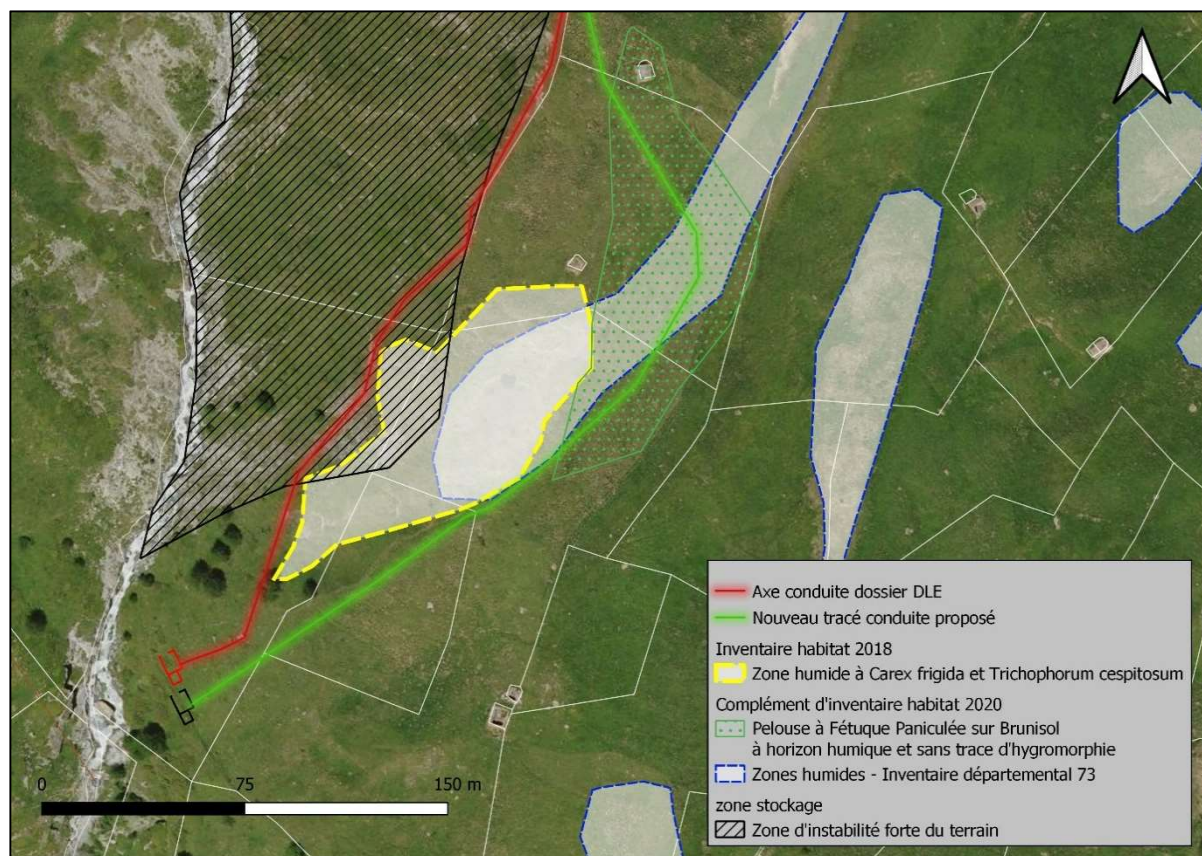 Axe conduite dossier DLE
Nouveau tracé conduite proposé
Inventaire habitat 2018
Zone humide à Carex frigida et Trichophorum cespitosum
Complément d'inventaire habitat 2020
Pelouse à Fétuque Paniculée sur Brunisol
à horizon humique et sans trace d'hygromorphie
Zones humides - Inventaire départemental 73
zone stockage
Zone d'instabilité forte du terrain
0 75 150 m